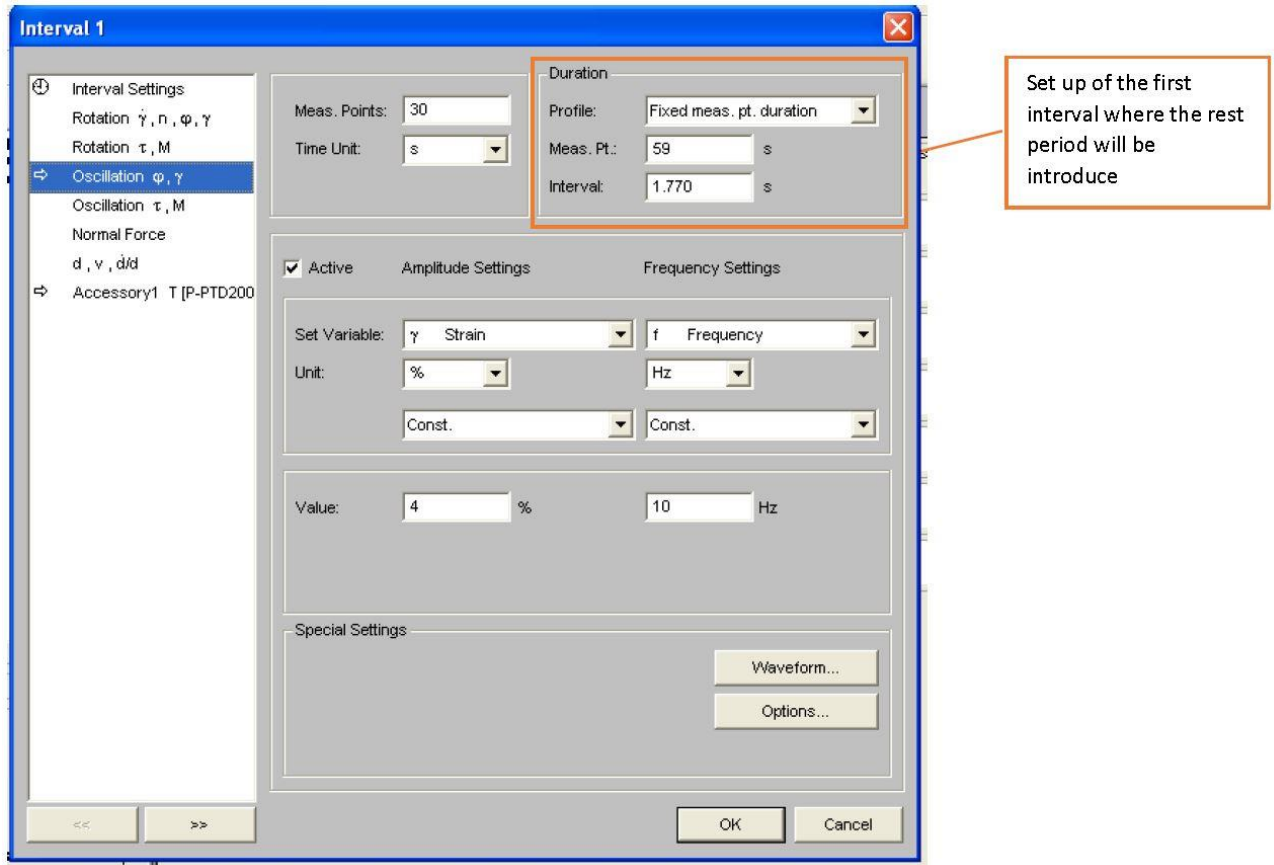 Interval 1
Interval Settings
Rotation γ̇ , n , φ , γ
Rotation τ , M
Oscillation φ , γ
Oscillation τ , M
Normal Force
d , v , ḋ/d
Accessory1 T [P-PTD200
<<
>>
Meas. Points: 30
Time Unit: s
Duration
Profile: Fixed meas. pt. duration
Meas. Pt.: 59 s
Interval: 1.770 s
Active Amplitude Settings Frequency Settings
Set Variable: γ Strain f Frequency
Unit: % Hz
Const. Const.
Value: 4 % 10 Hz
Special Settings
Waveform...
Options...
OK Cancel
Set up of the first
interval where the rest
period will be
introduce